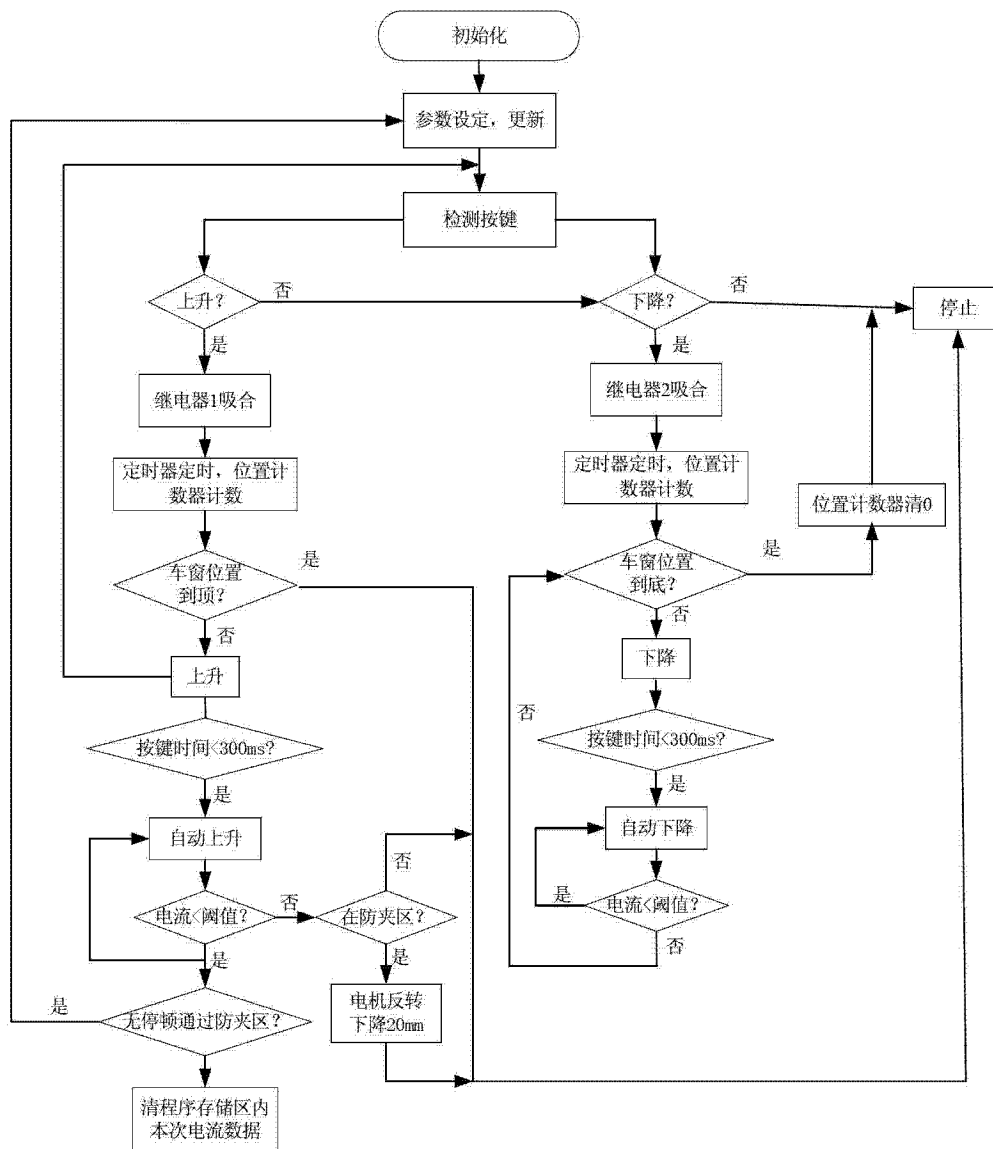 初始化
参数设定，更新
检测按键
上升？
否
下降？
否
停止
是
是
继电器1吸合
继电器2吸合
定时器定时，位置计
数器计数
定时器定时，位置计
数器计数
位置计数器清0
车窗位置
到顶？
是
车窗位置
到底？
是
否
否
上升
下降
否
按键时间<300ms?
按键时间<300ms?
是
是
自动上升
自动下降
否
电流<阈值？
否
在防夹区？
是
电流<阈值？
是
是
否
是
无停顿通过防夹区？
电机反转
下降20mm
清程序存储区内
本次电流数据